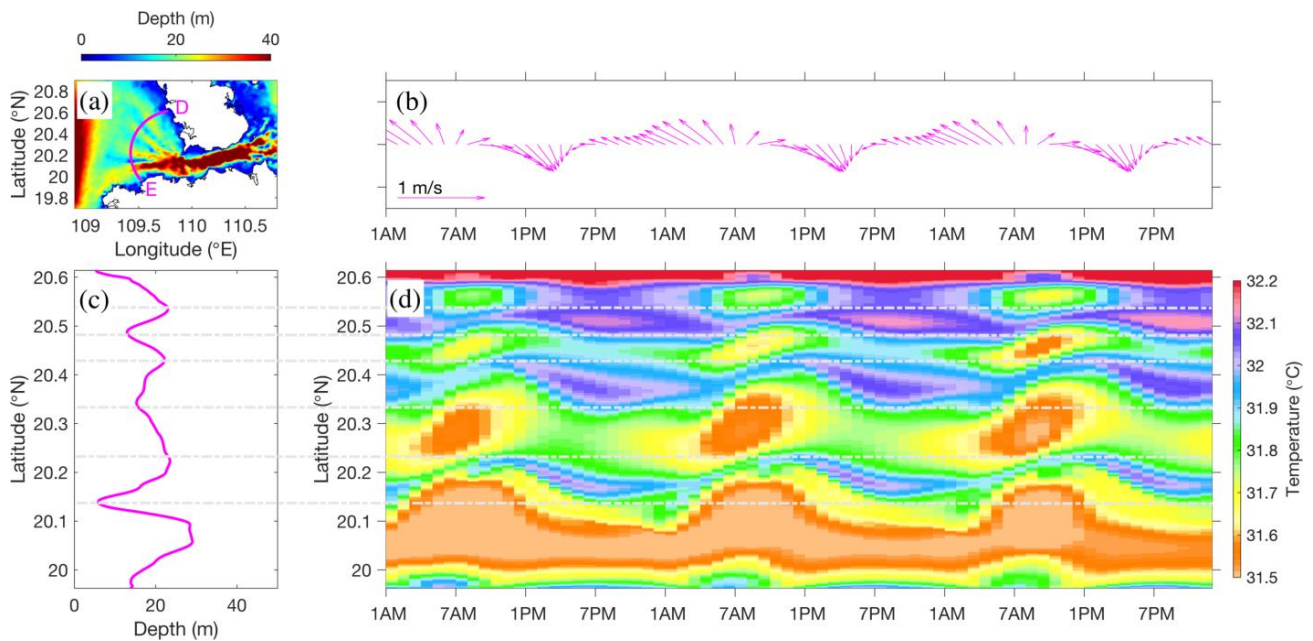 Depth (m)
0 20 40
(a)
D
E
20.8
20.6
20.4
20.2
20
19.8
Latitude (°N)
109 109.5 110 110.5
Longitude (°E)
(b)
1 m/s
1AM 7AM 1PM 7PM 1AM 7AM 1PM 7PM 1AM 7AM 1PM 7PM
(c)
20.6
20.5
20.4
20.3
20.2
20.1
20
Latitude (°N)
0 20 40
Depth (m)
(d)
20.6
20.5
20.4
20.3
20.2
20.1
20
Latitude (°N)
1AM 7AM 1PM 7PM 1AM 7AM 1PM 7PM 1AM 7AM 1PM 7PM
32.2
32.1
32
31.9
31.8
31.7
31.6
31.5
Temperature (°C)